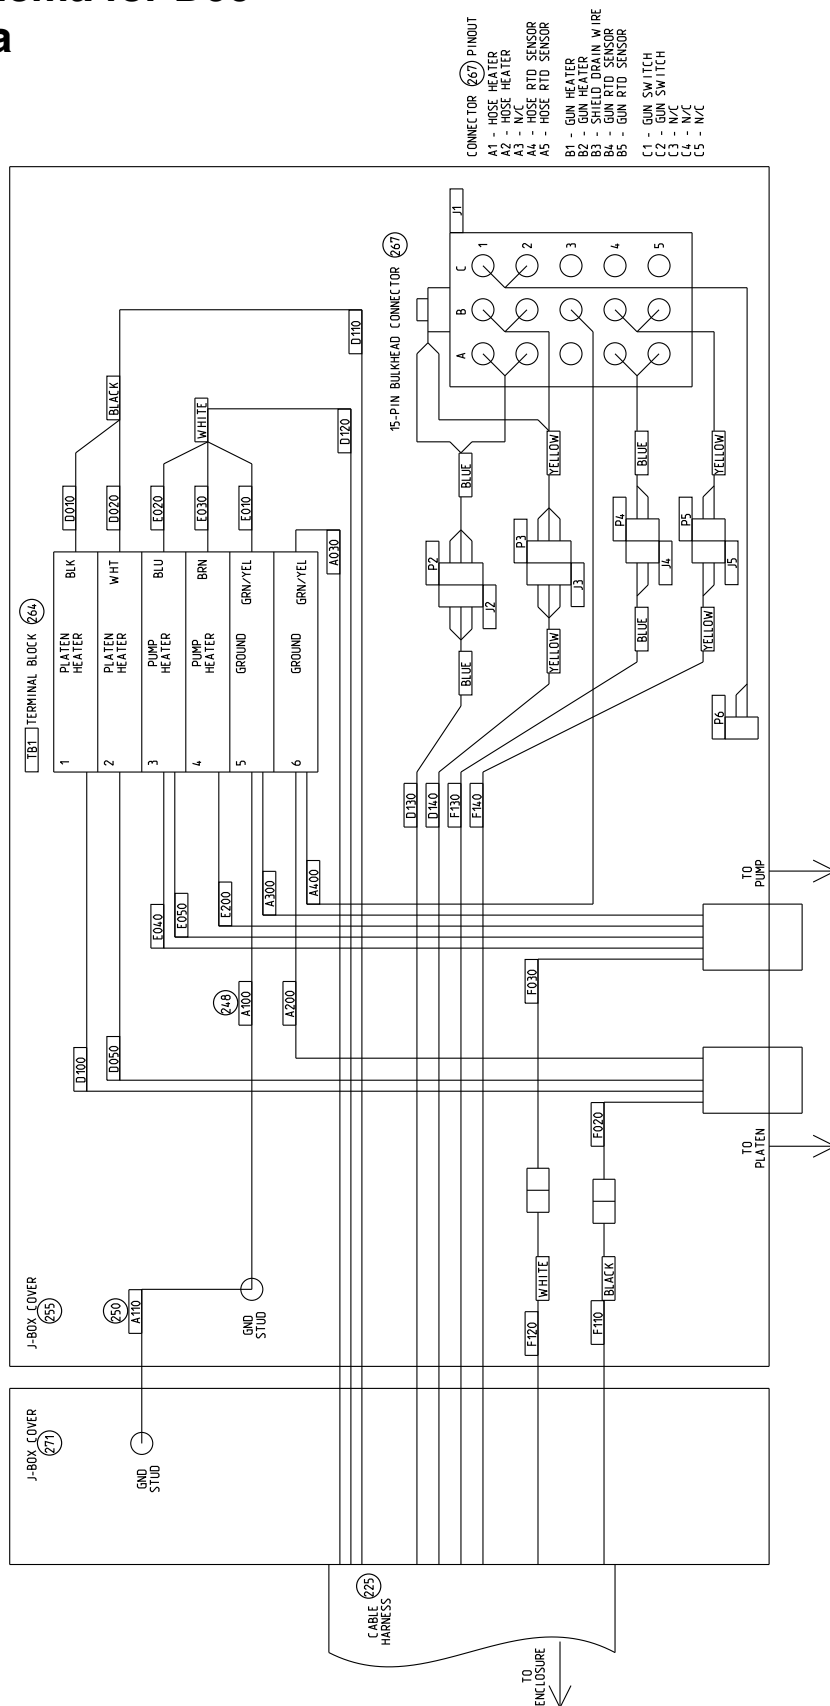 for
a
CONNECTOR 267 PINOUT
A1 - HOSE HEATER
A2 - HOSE HEATER
A3 - N/C
A4 - HOSE RTD SENSOR
A5 - HOSE RTD SENSOR
B1 - GUN HEATER
B2 - GUN HEATER
B3 - SHIELD DRAIN WIRE
B4 - GUN RTD SENSOR
B5 - GUN RTD SENSOR
C1 - GUN SWITCH
C2 - GUN SWITCH
C3 - N/C
C4 - N/C
C5 - N/C
15-PIN BULKHEAD CONNECTOR 267
J1
A
B
C
1
2
3
4
5
TB1 TERMINAL BLOCK 264
1 PLATEN HEATER BLK
2 PLATEN HEATER WHT
3 PUMP HEATER BLU
4 PUMP HEATER BRN
5 GROUND GRN/YEL
6 GROUND GRN/YEL
D010
D020
E020
E030
E010
A030
BLACK
WHITE
D110
D120
BLUE
YELLOW
BLUE
YELLOW
P2
J2
P3
J3
P4
J4
P5
J5
BLUE
YELLOW
BLUE
YELLOW
P6
D130
D140
F130
F140
E040
E050
E200
A300
A400
TO
PUMP
D100
D050
248
A100
A200
F030
F020
TO
PLATEN
WHITE
BLACK
F120
F110
J-BOX COVER
255
250
A110
GND
STUD
J-BOX COVER
271
GND
STUD
CABLE
HARNESS
225
TO
ENCLOSURE